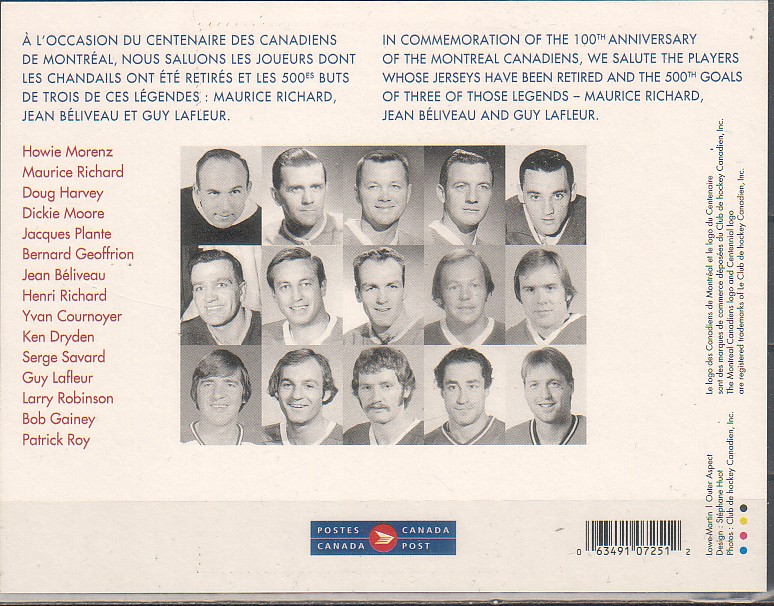 À L'OCCASION DU CENTENAIRE DES CANADIENS
DE MONTRÉAL, NOUS SALUONS LES JOUEURS DONT
LES CHANDAILS ONT ÉTÉ RETIRÉS ET LES 500ES BUTS
DE TROIS DE CES LÉGENDES : MAURICE RICHARD,
JEAN BÉLIVEAU ET GUY LAFLEUR.
IN COMMEMORATION OF THE 100TH ANNIVERSARY
OF THE MONTREAL CANADIENS, WE SALUTE THE PLAYERS
WHOSE JERSEYS HAVE BEEN RETIRED AND THE 500TH GOALS
OF THREE OF THOSE LEGENDS – MAURICE RICHARD,
JEAN BÉLIVEAU AND GUY LAFLEUR.
Howie Morenz
Maurice Richard
Doug Harvey
Dickie Moore
Jacques Plante
Bernard Geoffrion
Jean Béliveau
Henri Richard
Yvan Cournoyer
Ken Dryden
Serge Savard
Guy Lafleur
Larry Robinson
Bob Gainey
Patrick Roy
Le logo des Canadiens de Montréal et le logo du Centenaire
sont des marques de commerce déposées du Club de hockey Canadien, Inc.
The Montreal Canadiens logo and Centennial logo
are registered trademarks of Le Club de hockey Canadien, Inc.
Lowe-Martin | Outer Aspect
Design : Stéphane Huot
Photos : Club de hockey Canadien, Inc.
POSTES CANADA
CANADA POST
0 63491 07251 2